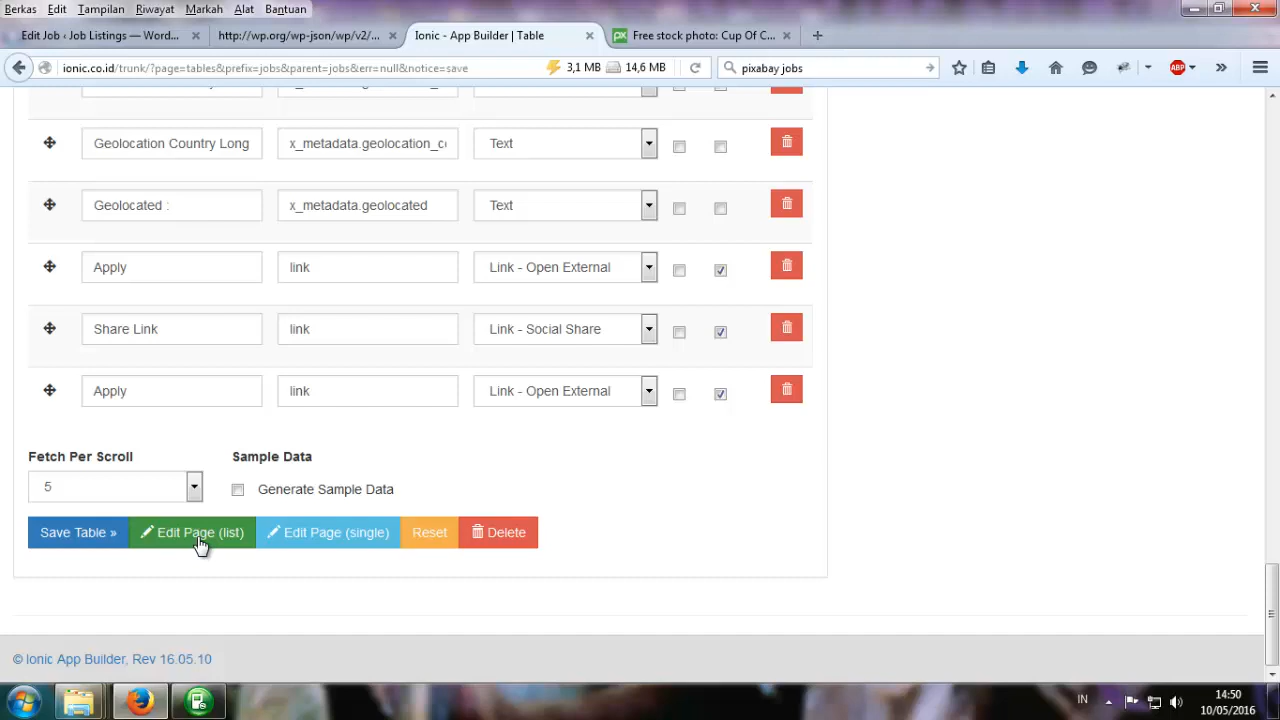 Berkas Edit Tampilan Riwayat Markah Alat Bantuan
Edit Job ‹ Job Listings — Word... http://wp.org/wp-json/wp/v2/... Ionic - App Builder | Table Free stock photo: Cup Of C...
ionic.co.id/trunk/?page=tables&prefix=jobs&parent=jobs&err=null&notice=save 3,1 MB 14,6 MB pixabay jobs ABP
Geolocation Country Long x_metadata.geolocation_c Text
Geolocated : x_metadata.geolocated Text
Apply link Link - Open External
Share Link link Link - Social Share
Apply link Link - Open External
Fetch Per Scroll Sample Data
5 Generate Sample Data
Save Table » Edit Page (list) Edit Page (single) Reset Delete
© Ionic App Builder, Rev 16.05.10
IN 14:50
10/05/2016